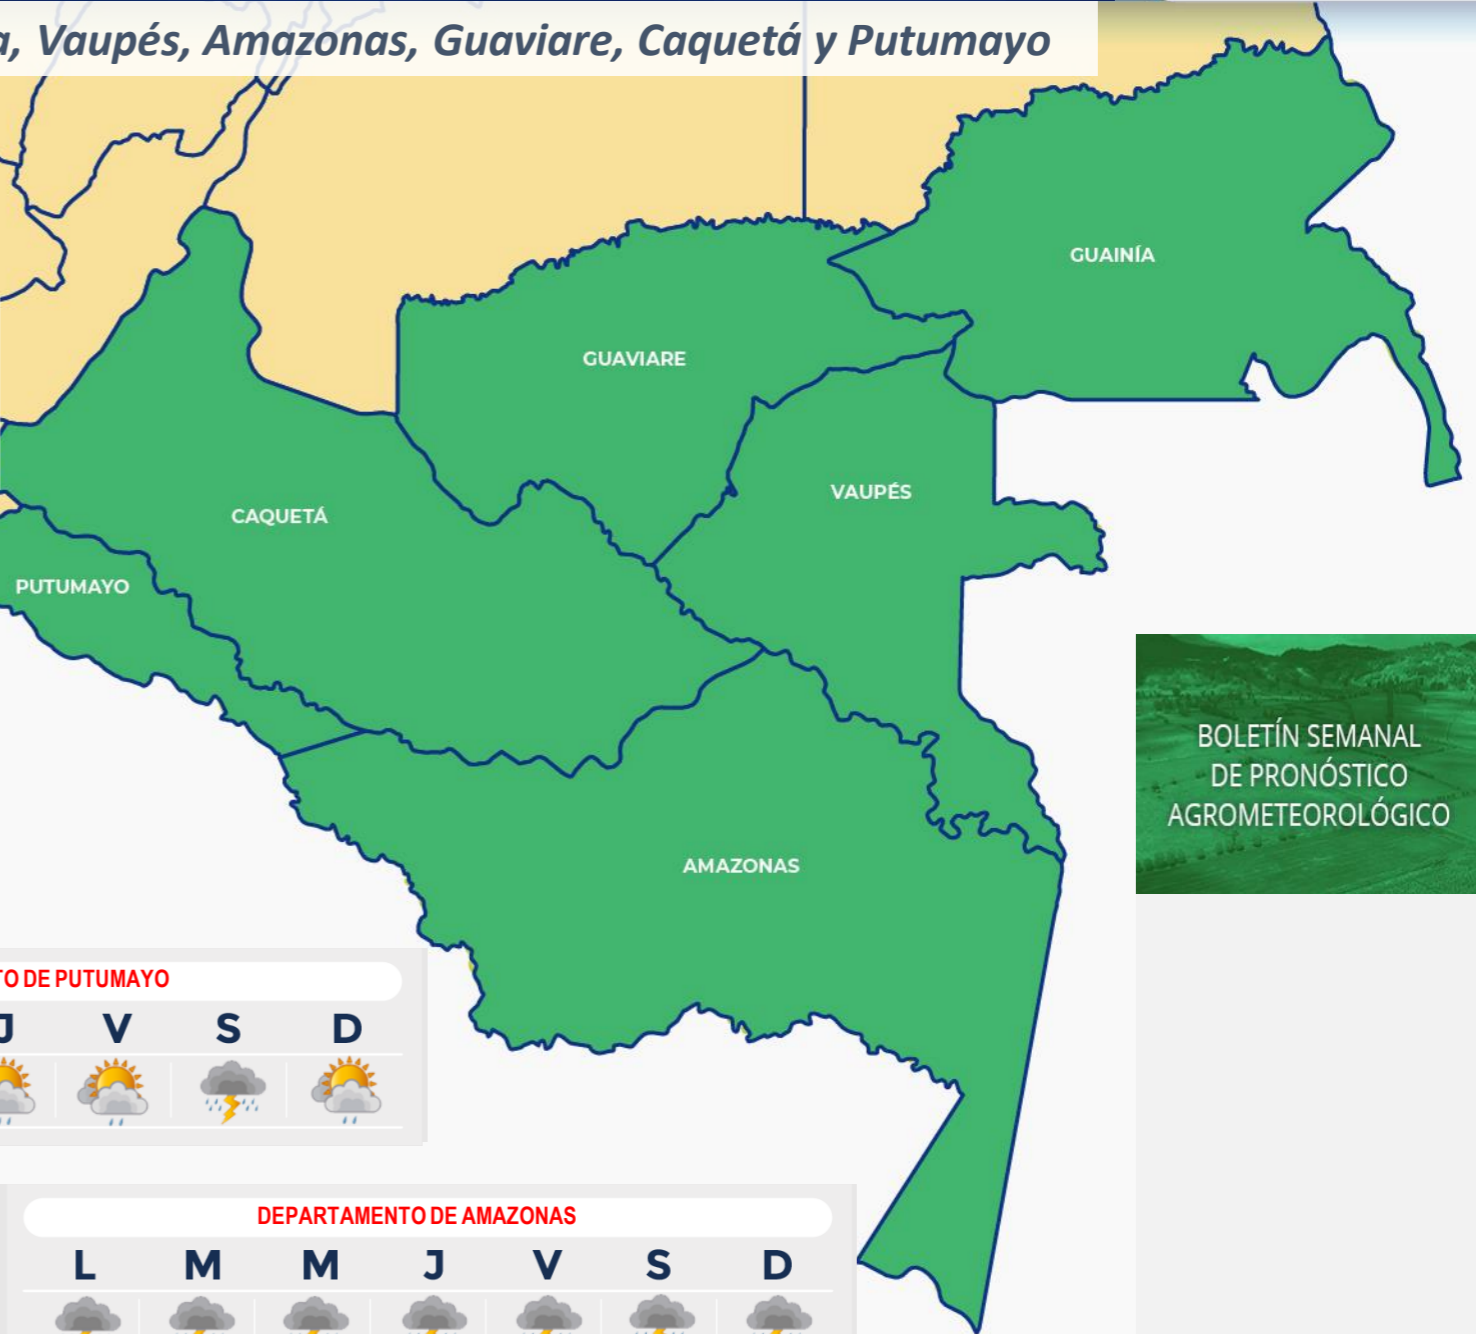 a, Vaupés, Amazonas, Guaviare, Caquetá y Putumayo
GUAINÍA
GUAVIARE
VAUPÉS
CAQUETÁ
PUTUMAYO
BOLETÍN SEMANAL
DE PRONÓSTICO
AGROMETEOROLÓGICO
AMAZONAS
TO DE PUTUMAYO
J V S D
DEPARTAMENTO DE AMAZONAS
L M M J V S D